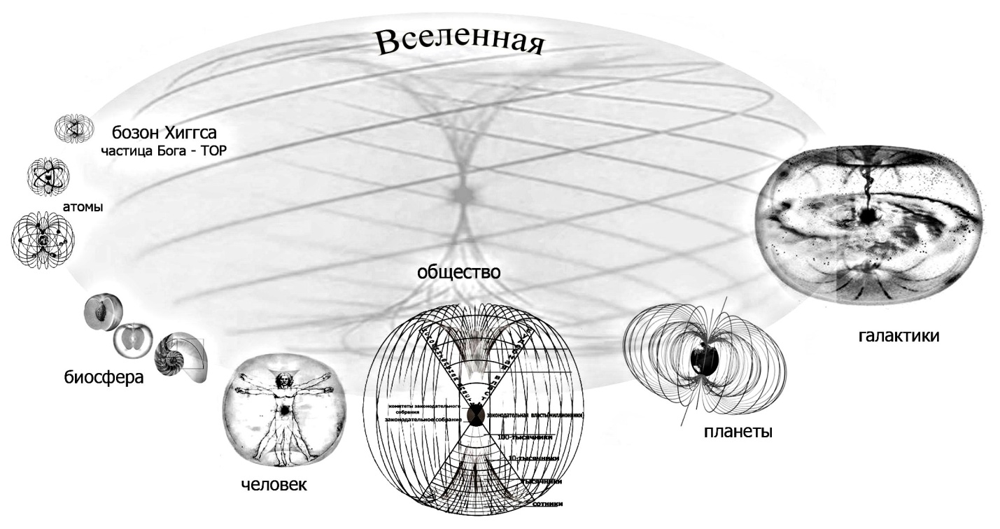 Вселенная
бозон Хиггса
частица Бога - ТОР
атомы
биосфера
человек
общество
комитеты законодательного
собрания
законодательное собрание
законодательная власть(миллионники)
100-тысячники
10-тысячники
тысячники
сотники
планеты
галактики